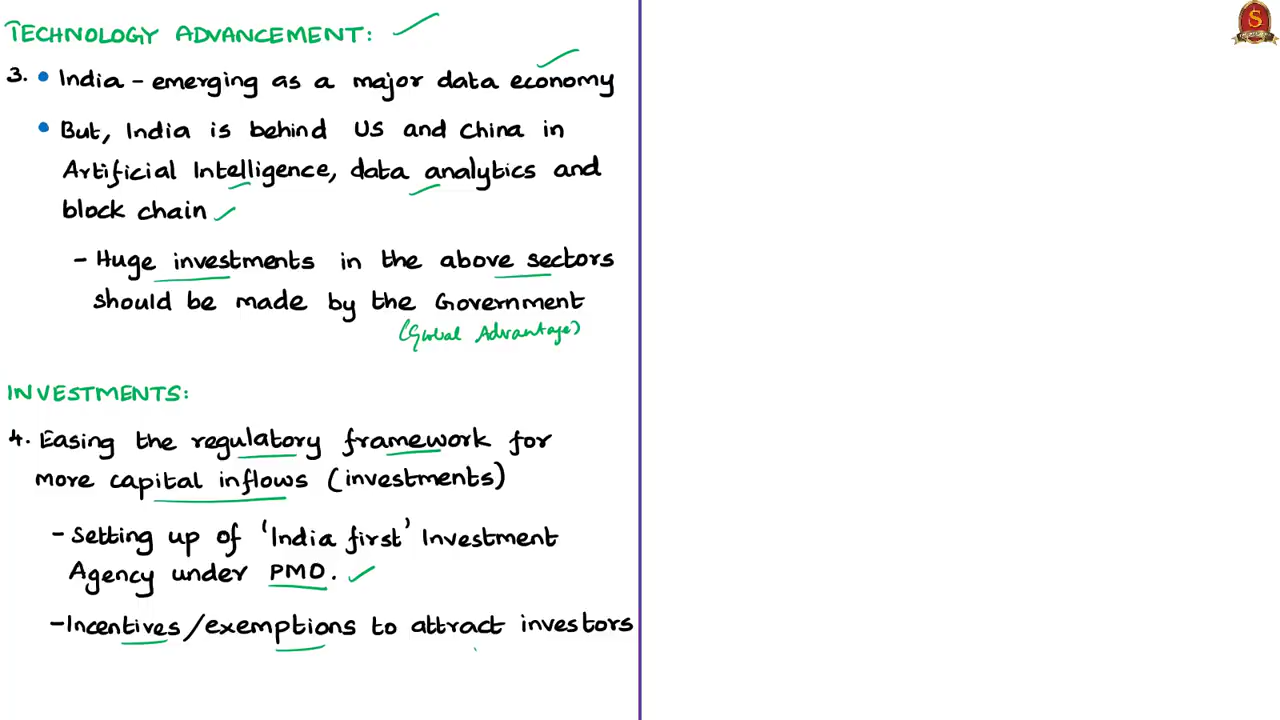 TECHNOLOGY ADVANCEMENT:
3. • India - emerging as a major data economy
• But, India is behind US and China in
Artificial Intelligence, data analytics and
block chain
- Huge investments in the above sectors
should be made by the Government
(Global Advantage)
INVESTMENTS:
4. Easing the regulatory framework for
more capital inflows (investments)
- Setting up of 'India first' Investment
Agency under PMO.
- Incentives/exemptions to attract investors